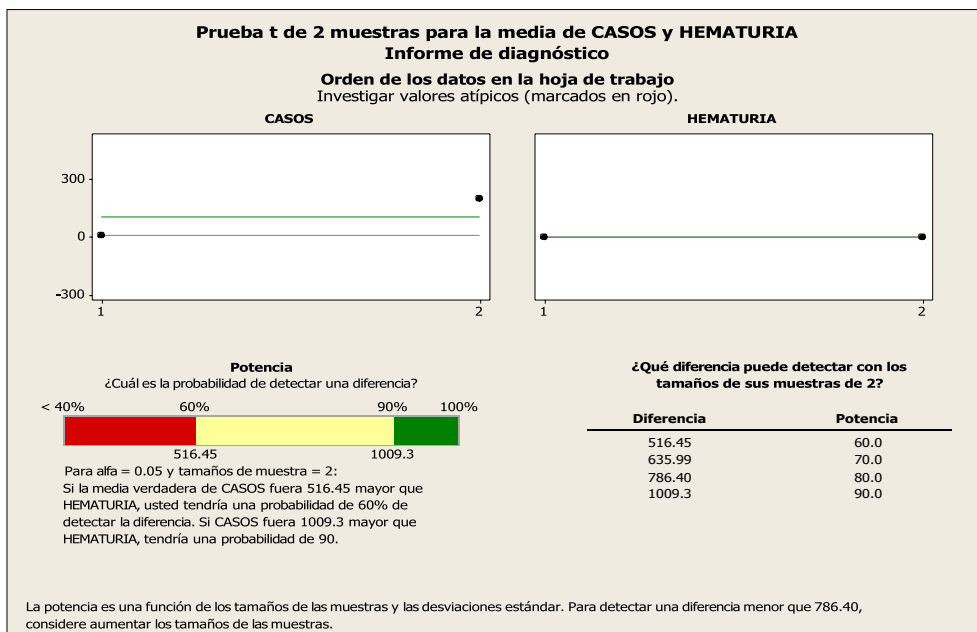 Prueba t de 2 muestras para la media de CASOS y HEMATURIA
Informe de diagnóstico
Orden de los datos en la hoja de trabajo
Investigar valores atípicos (marcados en rojo).
CASOS
300
0
-300
1
2
HEMATURIA
1
2
Potencia
¿Cuál es la probabilidad de detectar una diferencia?
< 40% 60% 90% 100%
516.45 1009.3
Para alfa = 0.05 y tamaños de muestra = 2:
Si la media verdadera de CASOS fuera 516.45 mayor que
HEMATURIA, usted tendría una probabilidad de 60% de
detectar la diferencia. Si CASOS fuera 1009.3 mayor que
HEMATURIA, tendría una probabilidad de 90.
¿Qué diferencia puede detectar con los
tamaños de sus muestras de 2?
Diferencia Potencia
516.45 60.0
635.99 70.0
786.40 80.0
1009.3 90.0
La potencia es una función de los tamaños de las muestras y las desviaciones estándar. Para detectar una diferencia menor que 786.40,
considere aumentar los tamaños de las muestras.